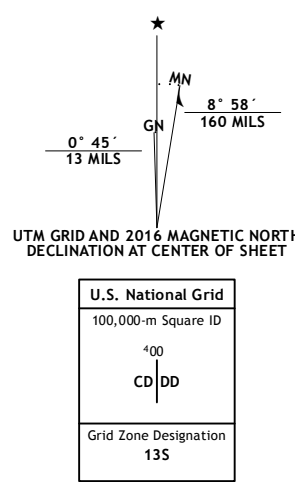 ★
MN
GN
8° 58´
160 MILS
0° 45´
13 MILS
UTM GRID AND 2016 MAGNETIC NORTH
DECLINATION AT CENTER OF SHEET
U.S. National Grid
100,000-m Square ID
⁴00
CD DD
Grid Zone Designation
13S